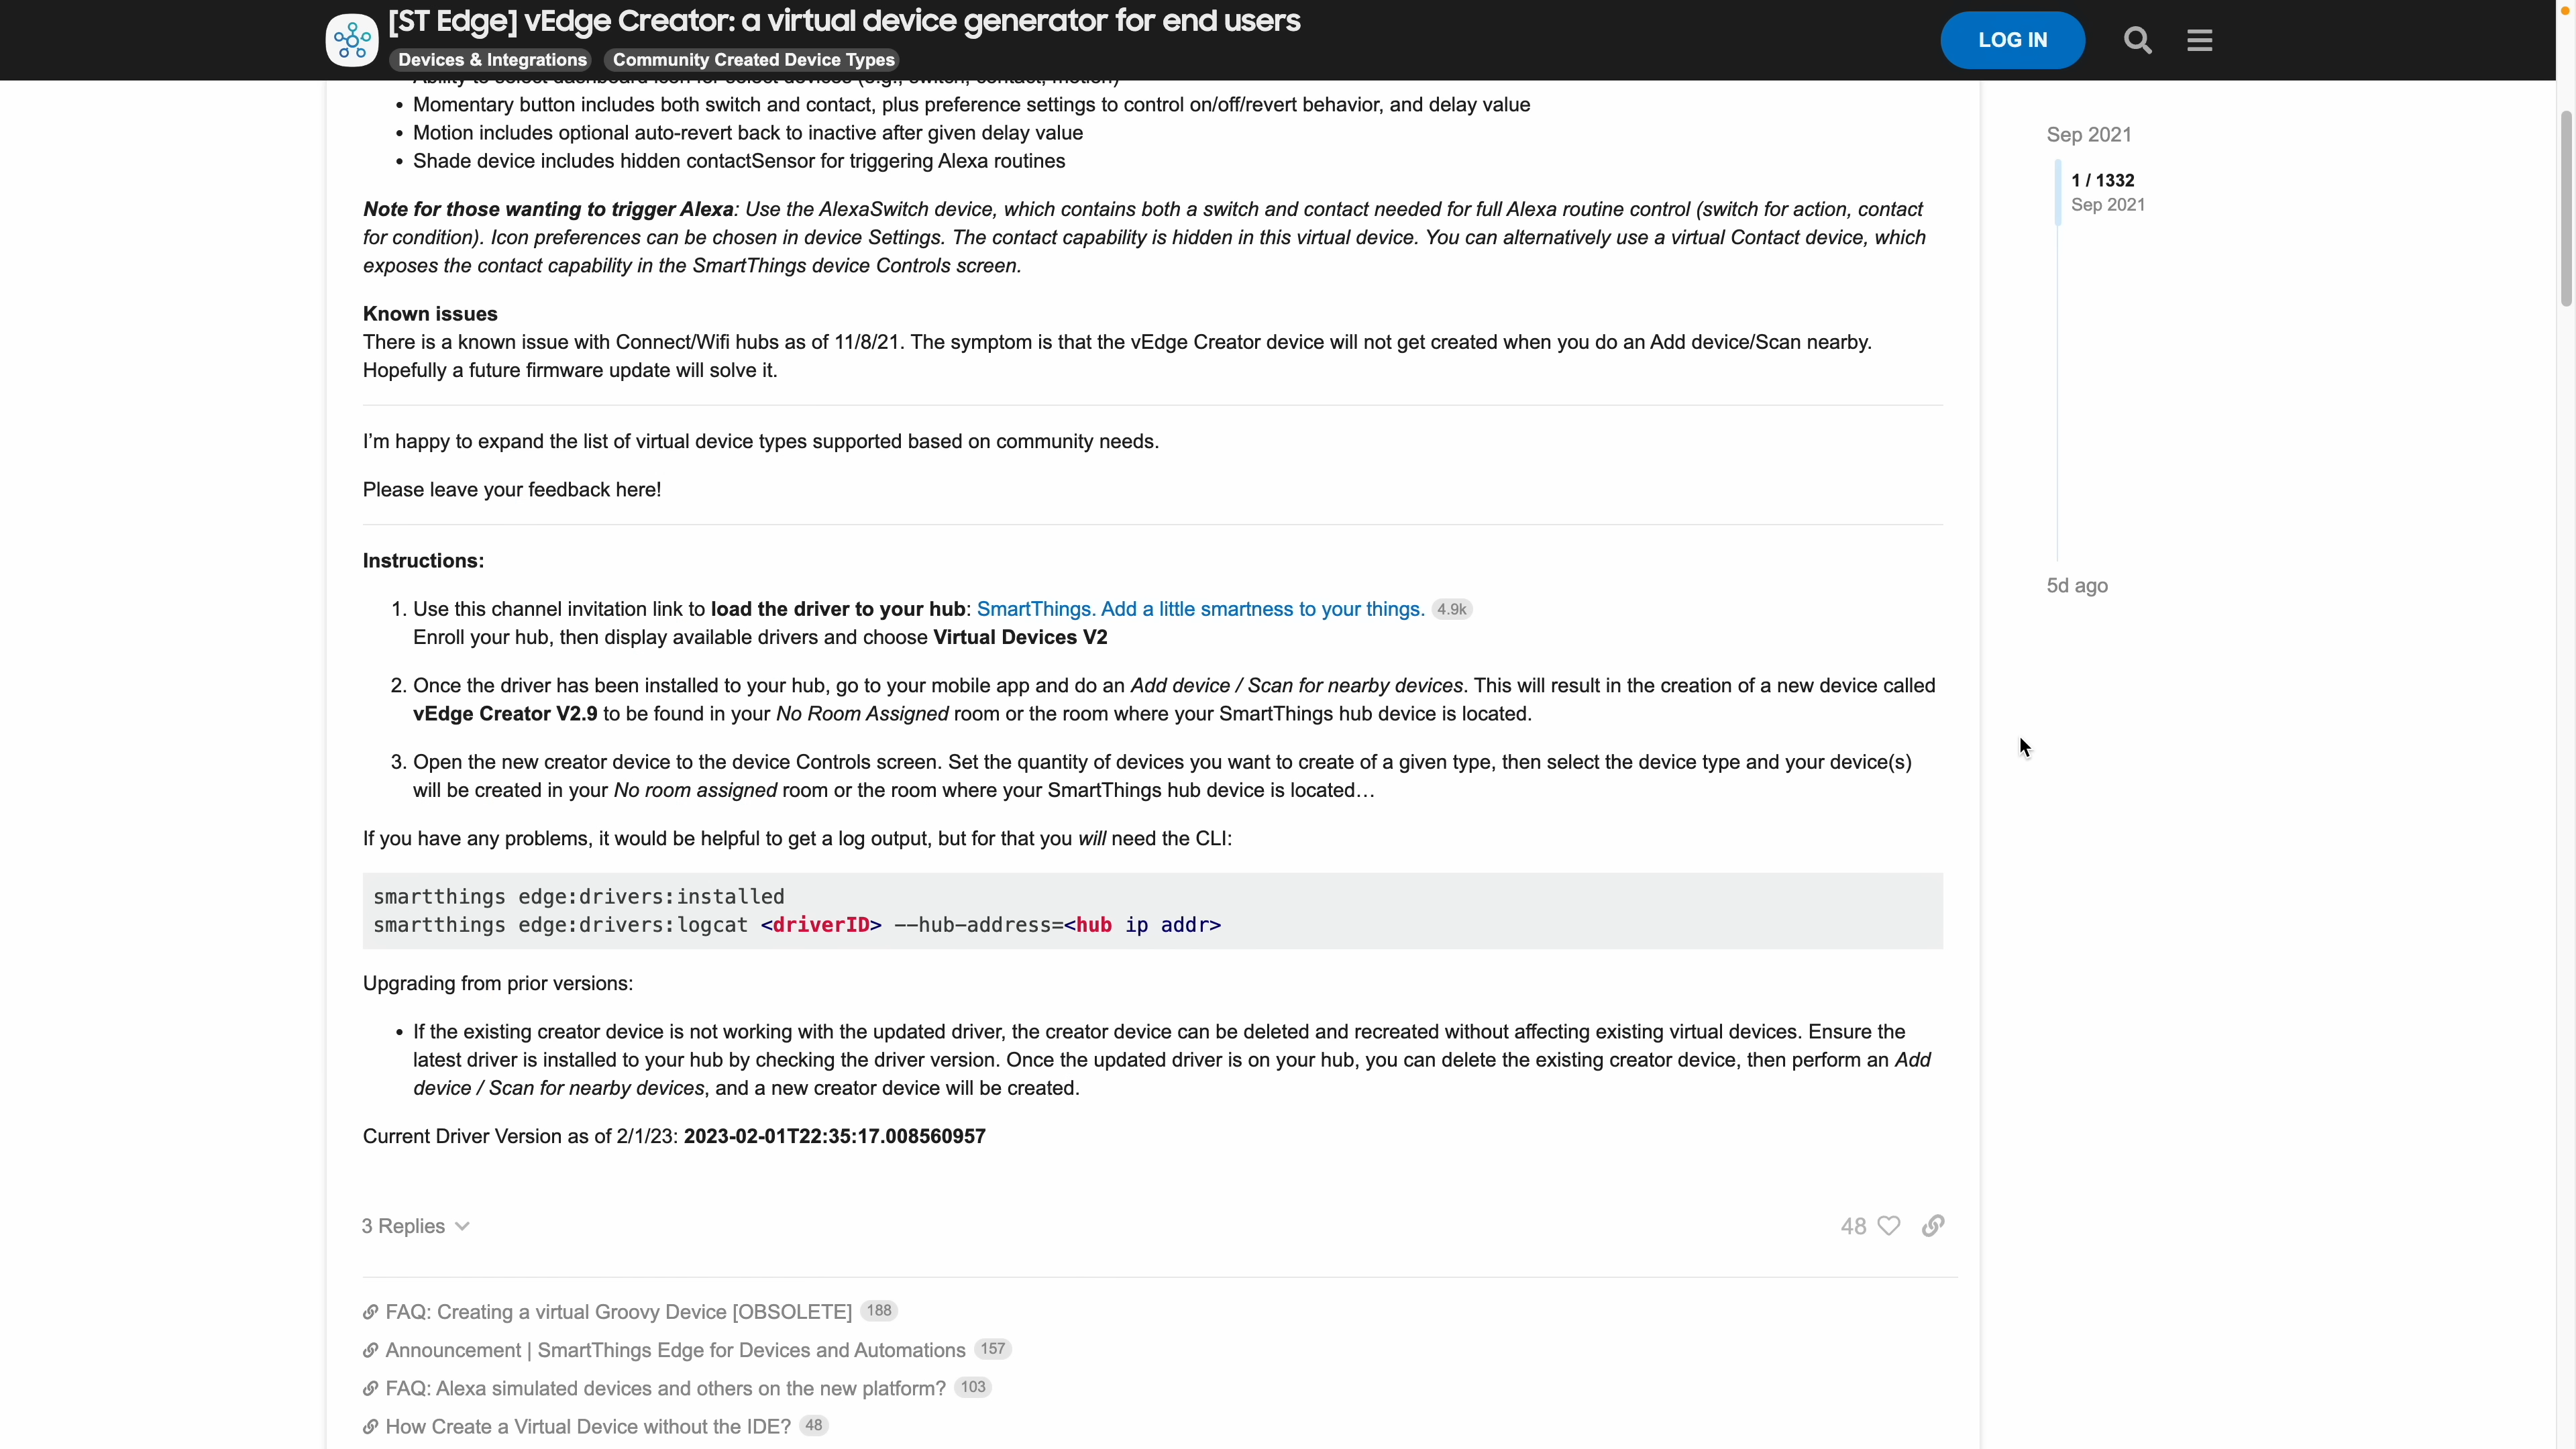 [ST Edge] vEdge Creator: a virtual device generator for end users
Devices & Integrations Community Created Device Types
LOG IN
Ability to select dashboard icon for select devices (e.g., switch, contact, motion)
• Momentary button includes both switch and contact, plus preference settings to control on/off/revert behavior, and delay value
• Motion includes optional auto-revert back to inactive after given delay value
• Shade device includes hidden contactSensor for triggering Alexa routines
Note for those wanting to trigger Alexa: Use the AlexaSwitch device, which contains both a switch and contact needed for full Alexa routine control (switch for action, contact
for condition). Icon preferences can be chosen in device Settings. The contact capability is hidden in this virtual device. You can alternatively use a virtual Contact device, which
exposes the contact capability in the SmartThings device Controls screen.
Known issues
There is a known issue with Connect/Wifi hubs as of 11/8/21. The symptom is that the vEdge Creator device will not get created when you do an Add device/Scan nearby.
Hopefully a future firmware update will solve it.
I'm happy to expand the list of virtual device types supported based on community needs.
Please leave your feedback here!
Instructions:
1. Use this channel invitation link to load the driver to your hub: SmartThings. Add a little smartness to your things. 4.9k
Enroll your hub, then display available drivers and choose Virtual Devices V2
2. Once the driver has been installed to your hub, go to your mobile app and do an Add device / Scan for nearby devices. This will result in the creation of a new device called
vEdge Creator V2.9 to be found in your No Room Assigned room or the room where your SmartThings hub device is located.
3. Open the new creator device to the device Controls screen. Set the quantity of devices you want to create of a given type, then select the device type and your device(s)
will be created in your No room assigned room or the room where your SmartThings hub device is located…
If you have any problems, it would be helpful to get a log output, but for that you will need the CLI:
smartthings edge:drivers:installed
smartthings edge:drivers:logcat <driverID> --hub-address=<hub ip addr>
Upgrading from prior versions:
• If the existing creator device is not working with the updated driver, the creator device can be deleted and recreated without affecting existing virtual devices. Ensure the
latest driver is installed to your hub by checking the driver version. Once the updated driver is on your hub, you can delete the existing creator device, then perform an Add
device / Scan for nearby devices, and a new creator device will be created.
Current Driver Version as of 2/1/23: 2023-02-01T22:35:17.008560957
3 Replies
48
FAQ: Creating a virtual Groovy Device [OBSOLETE] 188
Announcement | SmartThings Edge for Devices and Automations 157
FAQ: Alexa simulated devices and others on the new platform? 103
How Create a Virtual Device without the IDE? 48
Sep 2021
1 / 1332
Sep 2021
5d ago